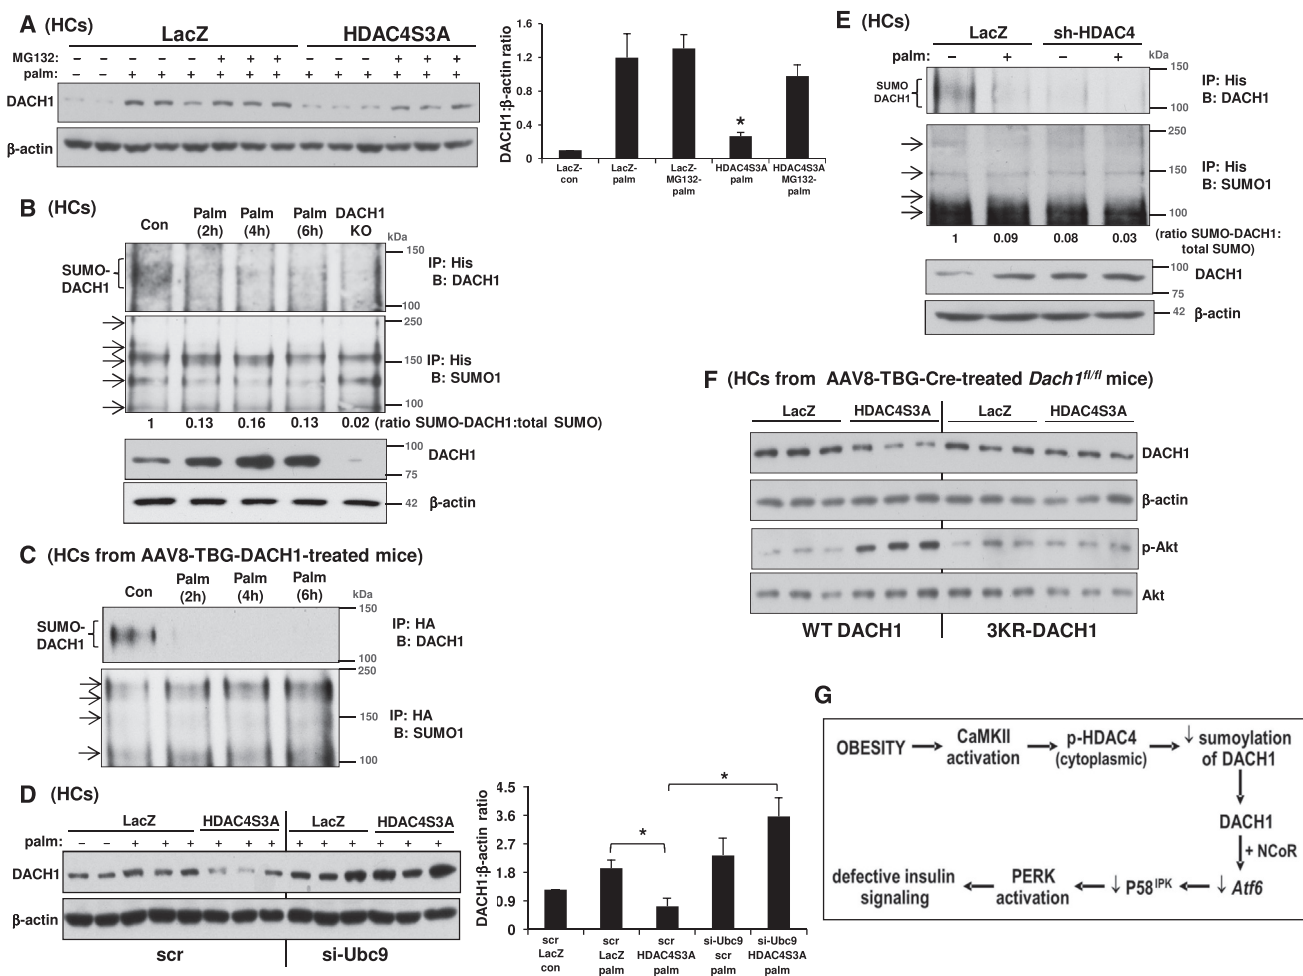 A (HCs)
LacZ HDAC4S3A
MG132: – – – – – + + + – – – + + +
palm: – – + + + + + + + + + + + +
DACH1
β-actin
DACH1:β-actin ratio
1.6
1.2
0.8
0.4
0
*
LacZ-con
LacZ-palm
LacZ-MG132-palm
HDAC4S3A palm
HDAC4S3A MG132-palm
B (HCs)
Con Palm (2h) Palm (4h) Palm (6h) DACH1 KO
kDa
150
SUMO-DACH1
IP: His
B: DACH1
100
250
150
IP: His
B: SUMO1
100
1 0.13 0.16 0.13 0.02 (ratio SUMO-DACH1:total SUMO)
100
DACH1
75
42 β-actin
C (HCs from AAV8-TBG-DACH1-treated mice)
Con Palm (2h) Palm (4h) Palm (6h)
kDa
150
SUMO-DACH1
IP: HA
B: DACH1
100
250
150
IP: HA
B: SUMO1
100
D (HCs)
LacZ HDAC4S3A LacZ HDAC4S3A
palm: – – + + + + + + + + + + + +
DACH1
β-actin
scr si-Ubc9
DACH1:β-actin ratio
4.5
3.6
2.7
1.8
0.9
0
*
*
scr LacZ con
scr LacZ palm
scr HDAC4S3A palm
si-Ubc9 scr palm
si-Ubc9 HDAC4S3A palm
E (HCs)
LacZ sh-HDAC4
palm: – + – +
kDa
150
SUMO DACH1
IP: His
B: DACH1
100
250
150
IP: His
B: SUMO1
100
1 0.09 0.08 0.03 (ratio SUMO-DACH1:
total SUMO)
100
DACH1
75
42 β-actin
F (HCs from AAV8-TBG-Cre-treated Dach1fl/fl mice)
LacZ HDAC4S3A LacZ HDAC4S3A
DACH1
β-actin
p-Akt
Akt
WT DACH1 3KR-DACH1
G
OBESITY → CaMKII activation → p-HDAC4 (cytoplasmic) → ↓ sumoylation of DACH1
↓
DACH1
↓ + NCoR
defective insulin signaling ← PERK activation ← ↓ P58IPK ← ↓ Atf6